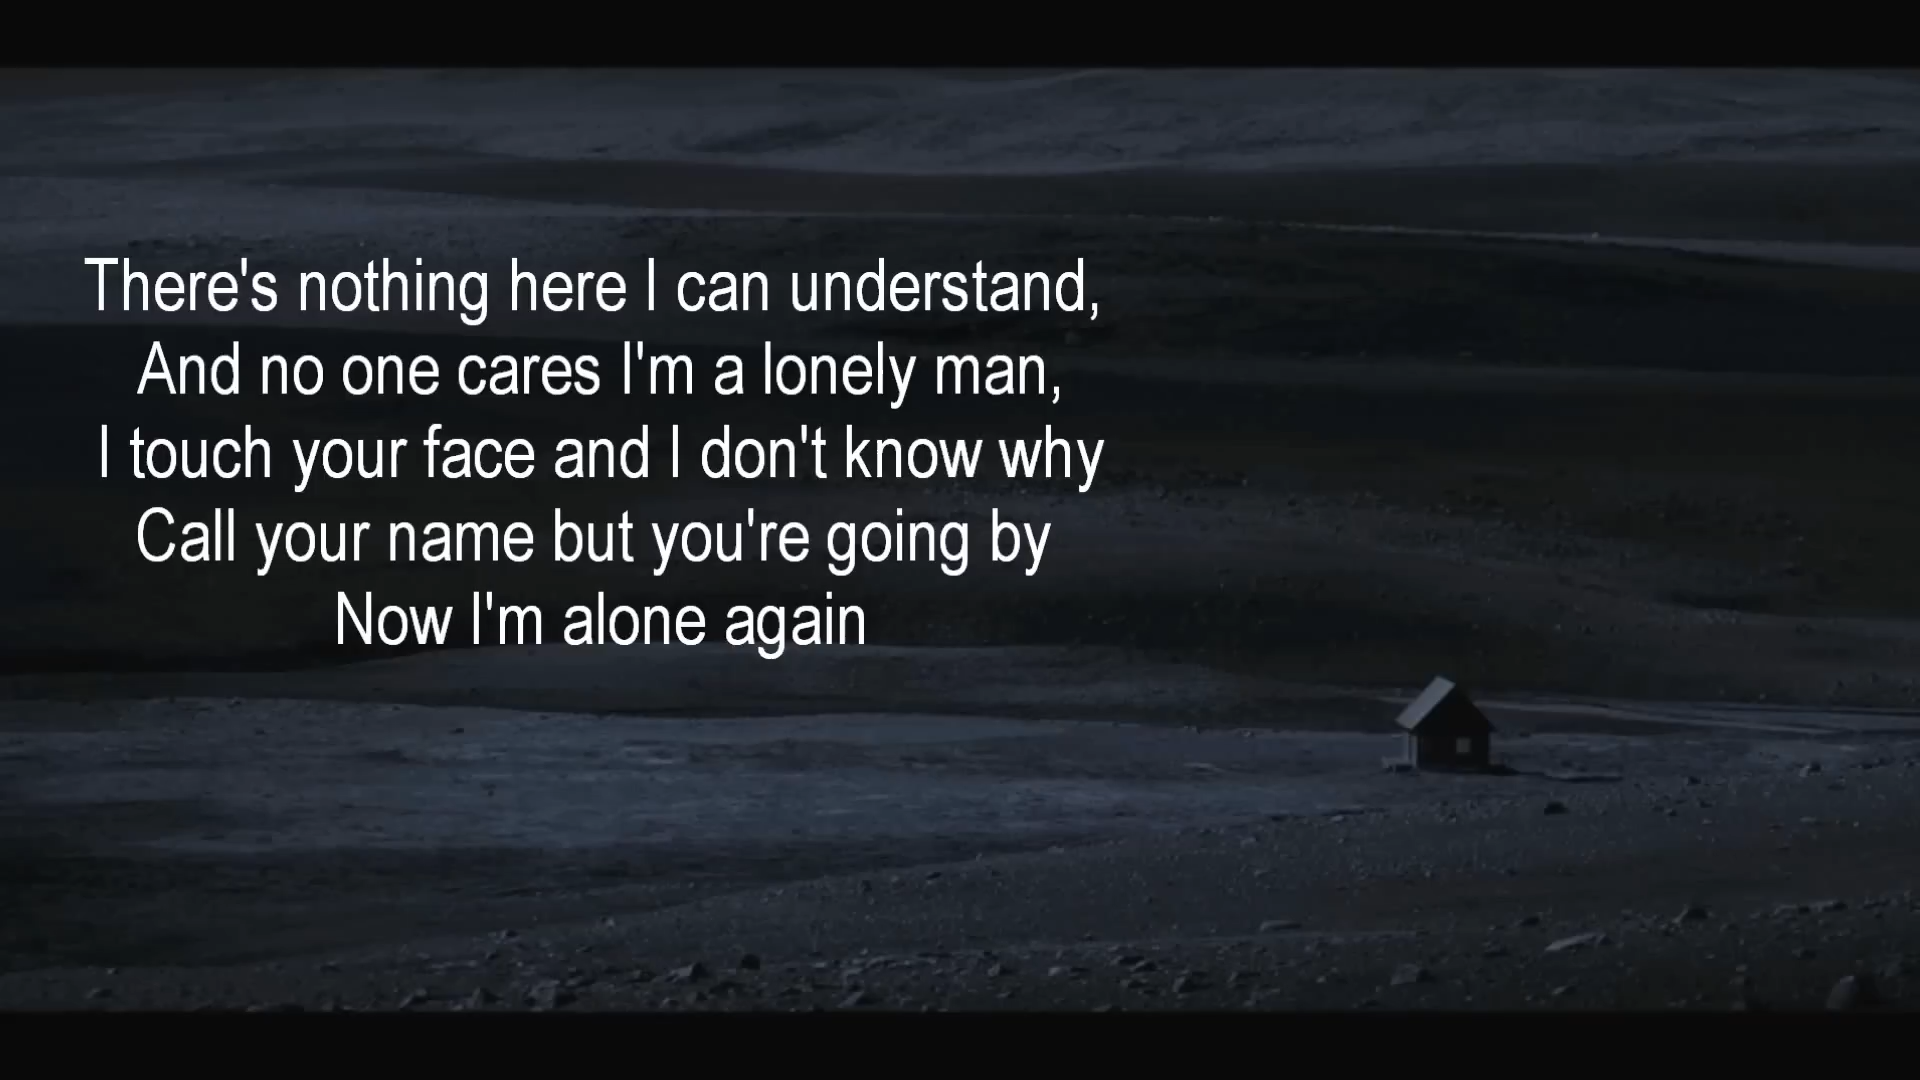 There's nothing here I can understand,
And no one cares I'm a lonely man,
I touch your face and I don't know why
Call your name but you're going by
Now I'm alone again